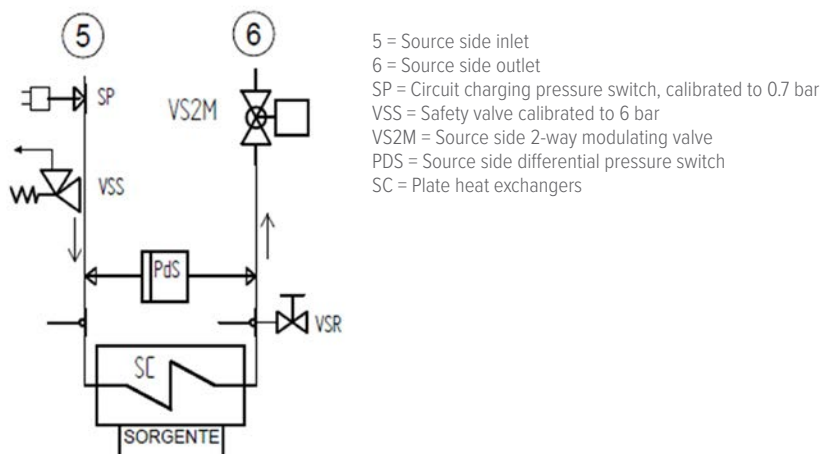 5
6
SP
VS2M
VSS
PdS
VSR
SC
SORGENTE
5 = Source side inlet
6 = Source side outlet
SP = Circuit charging pressure switch, calibrated to 0.7 bar
VSS = Safety valve calibrated to 6 bar
VS2M = Source side 2-way modulating valve
PDS = Source side differential pressure switch
SC = Plate heat exchangers